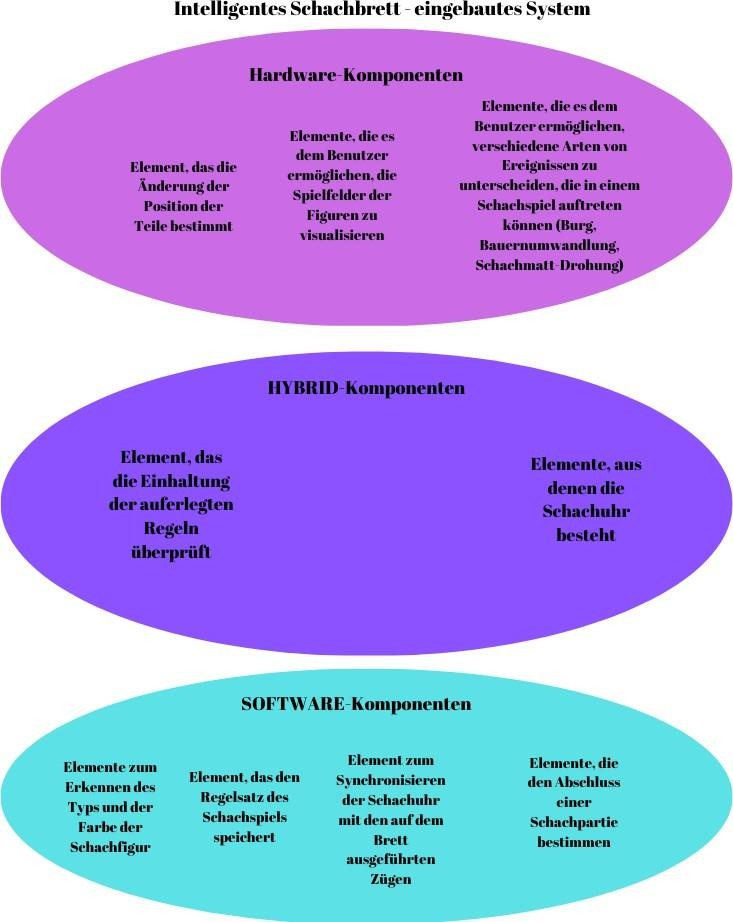 Intelligentes Schachbrett - eingebautes System
Hardware-Komponenten
Element, das die
Änderung der
Position der
Teile bestimmt
Elemente, die es
dem Benutzer
ermöglichen, die
Spielfelder der
Figuren zu
visualisieren
Elemente, die es dem
Benutzer ermöglichen,
verschiedene Arten von
Ereignissen zu
unterscheiden, die in einem
Schachspiel auftreten
können (Burg,
Bauernumwandlung,
Schachmatt-Drohung)
HYBRID-Komponenten
Element, das
die Einhaltung
der auferlegten
Regeln
überprüft
Elemente, aus
denen die
Schachuhr
besteht
SOFTWARE-Komponenten
Elemente zum
Erkennen des
Typs und der
Farbe der
Schachfigur
Element, das den
Regelsatz des
Schachspiels
speichert
Element zum
Synchronisieren
der Schachuhr
mit den auf dem
Brett
ausgeführten
Zügen
Elemente, die
den Abschluss
einer
Schachpartie
bestimmen